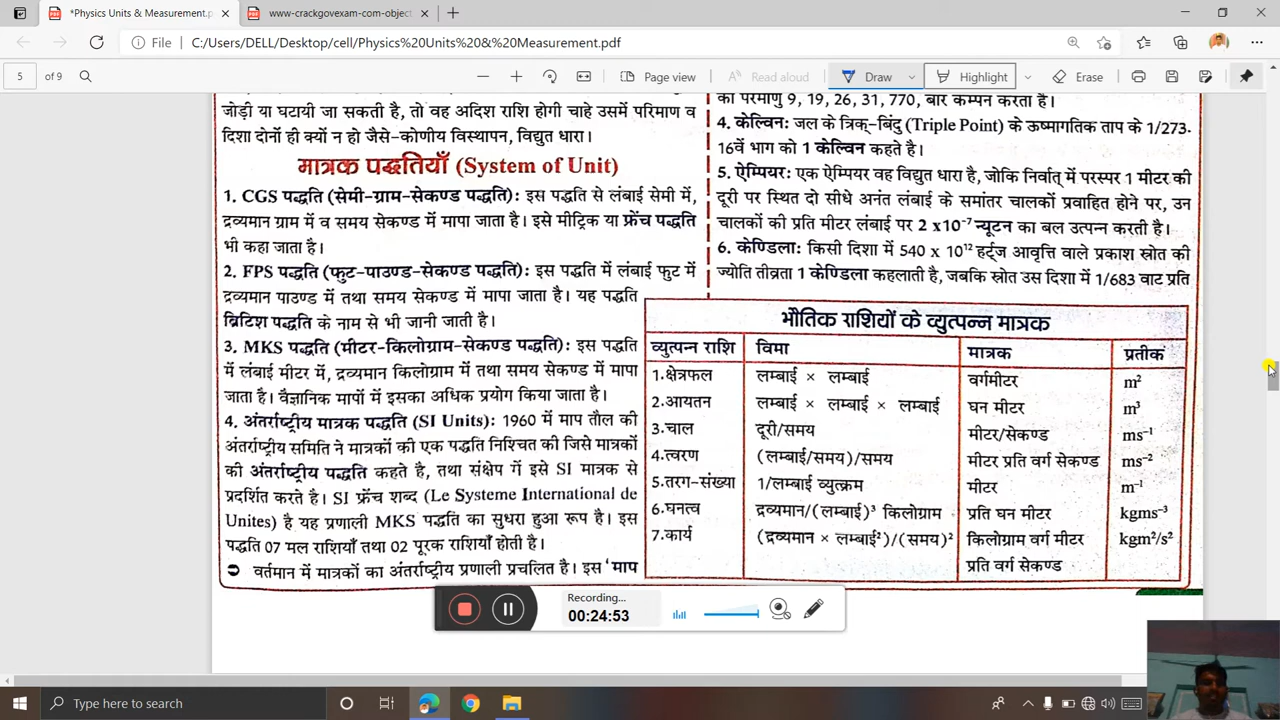 *Physics Units & Measurement.p
www-crackgovexam-com-object
File
C:/Users/DELL/Desktop/cell/Physics%20Units%20&%20Measurement.pdf
5
of 9
Page view
Read aloud
Draw
Highlight
Erase
जोड़ी या घटायी जा सकती है, तो वह अदिश राशि होगी चाहे उसमें परिमाण व
दिशा दोनों ही क्यों न हो जैसे-कोणीय विस्थापन, विद्युत धारा।
मात्रक पद्धतियाँ (System of Unit)
1. CGS पद्धति (सेमी-ग्राम-सेकण्ड पद्धति): इस पद्धति से लंबाई सेमी में,
द्रव्यमान ग्राम में व समय सेकण्ड में मापा जाता है। इसे मीट्रिक या फ्रेंच पद्धति
भी कहा जाता है।
2. FPS पद्धति (फुट-पाउण्ड-सेकण्ड पद्धति): इस पद्धति में लंबाई फुट में
द्रव्यमान पाउण्ड में तथा समय सेकण्ड में मापा जाता है। यह पद्धति
ब्रिटिश पद्धति के नाम से भी जानी जाती है।
3. MKS पद्धति (मीटर-किलोग्राम-सेकण्ड पद्धति): इस पद्धति
में लंबाई मीटर में, द्रव्यमान किलोग्राम में तथा समय सेकण्ड में मापा
जाता है। वैज्ञानिक मापों में इसका अधिक प्रयोग किया जाता है।
4. अंतर्राष्ट्रीय मात्रक पद्धति (SI Units): 1960 में माप तौल की
अंतर्राष्ट्रीय समिति ने मात्रकों की एक पद्धति निश्चित की जिसे मात्रकों
की अंतर्राष्ट्रीय पद्धति कहते है, तथा संक्षेप गें इसे SI मात्रक से
प्रदर्शित करते है। SI फ्रेंच शब्द (Le Systeme International de
Unites) है यह प्रणाली MKS पद्धति का सुधरा हुआ रूप है। इस
पद्धति 07 मल राशियाँ तथा 02 पूरक राशियाँ होती है।
वर्तमान में मात्रकों का अंतर्राष्ट्रीय प्रणाली प्रचलित है। इस 'माप
का परमाणु 9, 19, 26, 31, 770, बार कम्पन करता है।
4. केल्विन: जल के त्रिक-बिंदु (Triple Point) के ऊष्मागतिक ताप के 1/273.
16वें भाग को 1 केल्विन कहते है।
5. ऐम्पियर: एक ऐम्पियर वह विद्युत धारा है, जोकि निर्वात् में परस्पर 1 मीटर की
दूरी पर स्थित दो सीधे अनंत लंबाई के समांतर चालकों प्रवाहित होने पर, उन
चालकों की प्रति मीटर लंबाई पर 2 x10⁻⁷ न्यूटन का बल उत्पन्न करती है।
6. केण्डिला: किसी दिशा में 540 x 10¹² हर्ट्ज आवृत्ति वाले प्रकाश स्रोत की
ज्योति तीव्रता 1 केण्डिला कहलाती है, जबकि स्रोत उस दिशा में 1/683 वाट प्रति
भौतिक राशियों के व्युत्पन्न मात्रक
व्युत्पन्न राशि विमा मात्रक प्रतीक
1.क्षेत्रफल लम्बाई × लम्बाई वर्गमीटर m²
2.आयतन लम्बाई × लम्बाई × लम्बाई घन मीटर m³
3.चाल दूरी/समय मीटर/सेकण्ड ms⁻¹
4.त्वरण (लम्बाई/समय)/समय मीटर प्रति वर्ग सेकण्ड ms⁻²
5.तरग-संख्या 1/लम्बाई व्युत्क्रम मीटर m⁻¹
6.घनत्व द्रव्यमान/(लम्बाई)³ किलोग्राम प्रति घन मीटर kgms⁻³
7.कार्य (द्रव्यमान × लम्बाई²)/(समय)² किलोग्राम वर्ग मीटर kgm²/s²
प्रति वर्ग सेकण्ड
Recording...
00:24:53
Type here to search